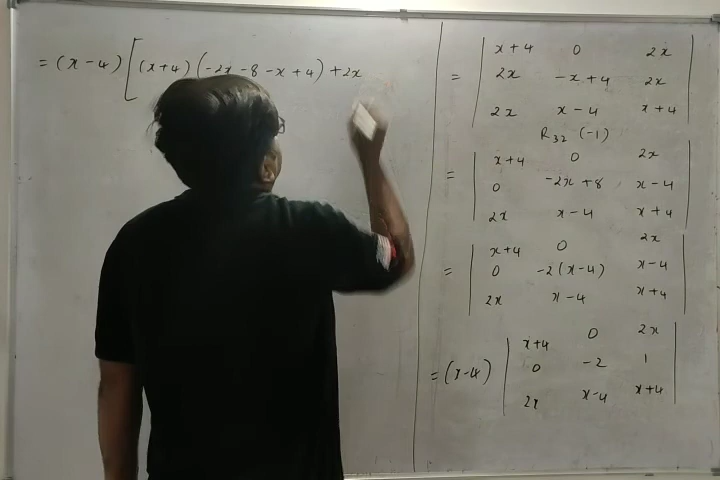 = (x-4) [ (x+4) (-2x-8-x+4) + 2x
= | x+4 0 2x |
| 2x -x+4 2x |
| 2x x-4 x+4 |
R32 (-1)
= | x+4 0 2x |
| 0 -2x+8 x-4 |
| 2x x-4 x+4 |
= | x+4 0 2x |
| 0 -2(x-4) x-4 |
| 2x x-4 x+4 |
= (x-4) | x+4 0 2x |
| 0 -2 1 |
| 2x x-4 x+4 |